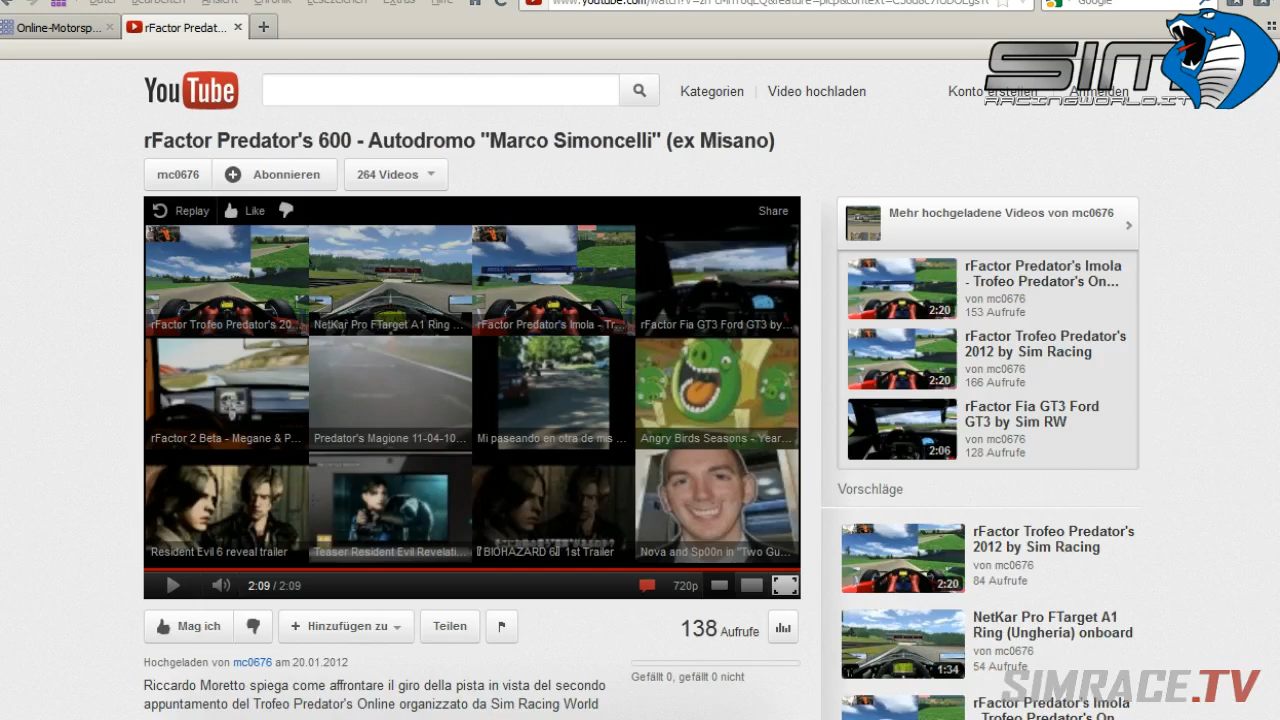 Online-Motorsp...
rFactor Predat...
Google
SIM
RACINGWORLD.IT
YouTube
Kategorien
Video hochladen
Konto erstellen
Anmelden
rFactor Predator's 600 - Autodromo "Marco Simoncelli" (ex Misano)
mc0676
Abonnieren
264 Videos
Replay
Like
Share
rFactor Trofeo Predator's 20...
NetKar Pro FTarget A1 Ring ...
rFactor Predator's Imola - Tr...
rFactor Fia GT3 Ford GT3 by...
rFactor 2 Beta - Megane & P...
Predator's Magione 11-04-10...
Mi paseando en otra de mis ...
Angry Birds Seasons - Year...
Resident Evil 6 reveal trailer
Teaser Resident Evil Revelati...
『BIOHAZARD 6』 1st Trailer
Nova and Sp00n in "Two Gu...
2:09 / 2:09
720p
Mag ich
Hinzufügen zu
Teilen
138 Aufrufe
Hochgeladen von mc0676 am 20.01.2012
Gefällt 0, gefällt 0 nicht
Riccardo Moretto spiega come affrontare il giro della pista in vista del secondo
appuntamento del Trofeo Predator's Online organizzato da Sim Racing World
Mehr hochgeladene Videos von mc0676
rFactor Predator's Imola
- Trofeo Predator's On...
von mc0676
153 Aufrufe
2:20
rFactor Trofeo Predator's
2012 by Sim Racing
von mc0676
166 Aufrufe
2:20
rFactor Fia GT3 Ford
GT3 by Sim RW
von mc0676
128 Aufrufe
2:06
Vorschläge
rFactor Trofeo Predator's
2012 by Sim Racing
von mc0676
84 Aufrufe
2:20
NetKar Pro FTarget A1
Ring (Ungheria) onboard
von mc0676
54 Aufrufe
1:34
rFactor Predator's Imola
- Trofeo Predator's On...
SIMRACE.TV